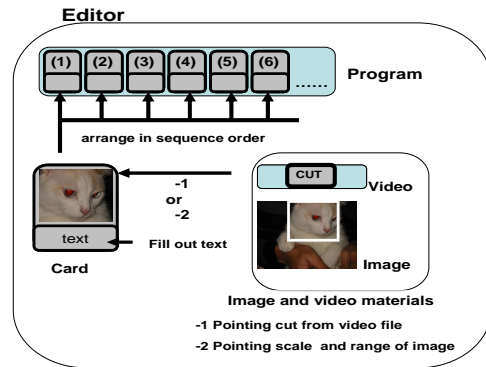 Editor
(1) (2) (3) (4) (5) (6) ......
Program
arrange in sequence order
-1
or
-2
CUT
Video
text
Fill out text
Card
Image
Image and video materials
-1 Pointing cut from video file
-2 Pointing scale and range of image